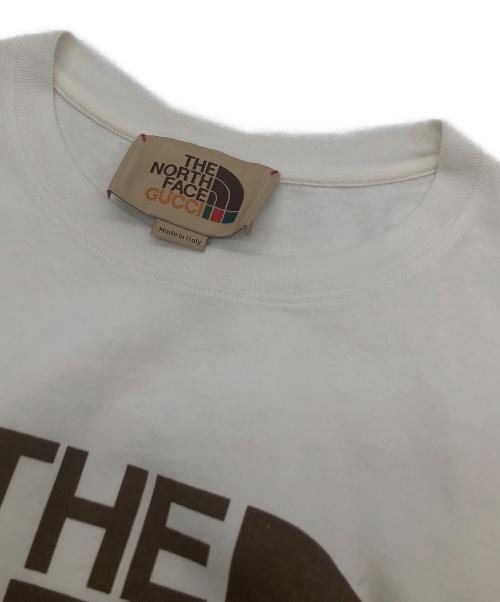 THE
NORTH
FACE
GUCCI
Made in Italy
THE